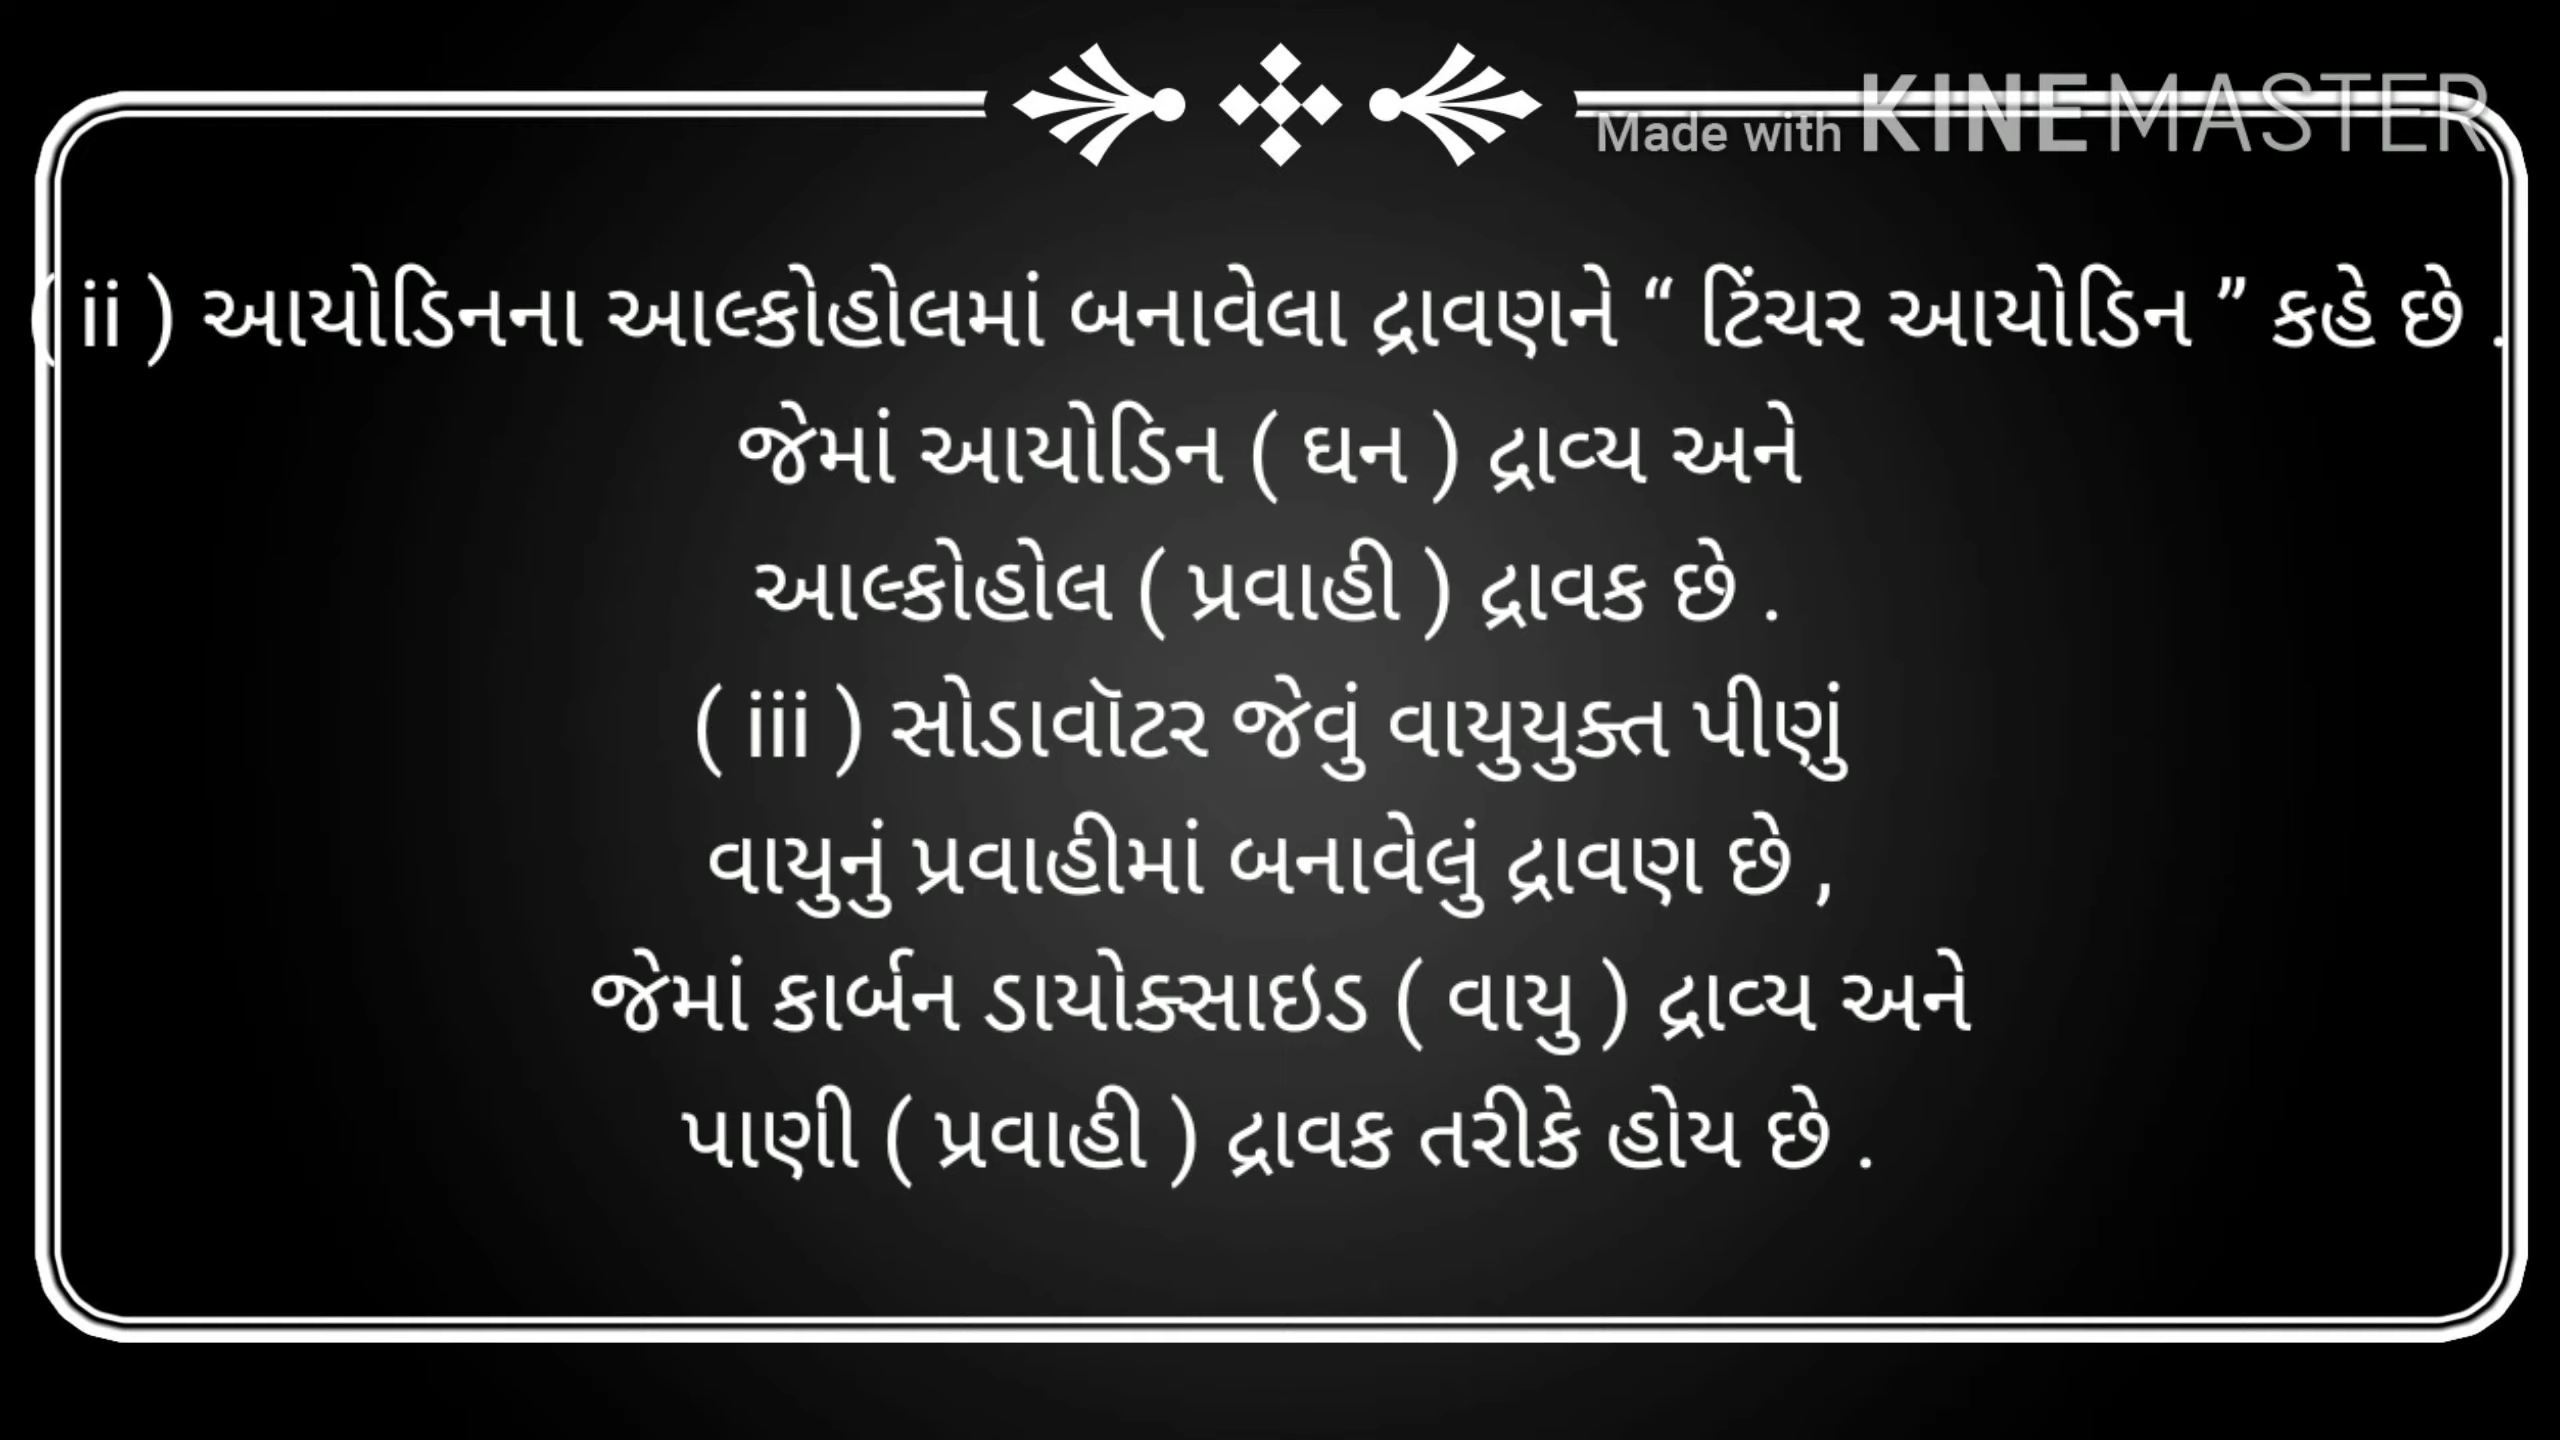 Made with KINEMASTER
( ii ) આયોડિનના આલ્કોહોલમાં બનાવેલા દ્રાવણને “ ટિંચર આયોડિન ” કહે છે .
જેમાં આયોડિન ( ઘન ) દ્રાવ્ય અને
આલ્કોહોલ ( પ્રવાહી ) દ્રાવક છે .
( iii ) સોડાવૉટર જેવું વાયુયુક્ત પીણું
વાયુનું પ્રવાહીમાં બનાવેલું દ્રાવણ છે ,
જેમાં કાર્બન ડાયોક્સાઇડ ( વાયુ ) દ્રાવ્ય અને
પાણી ( પ્રવાહી ) દ્રાવક તરીકે હોય છે .